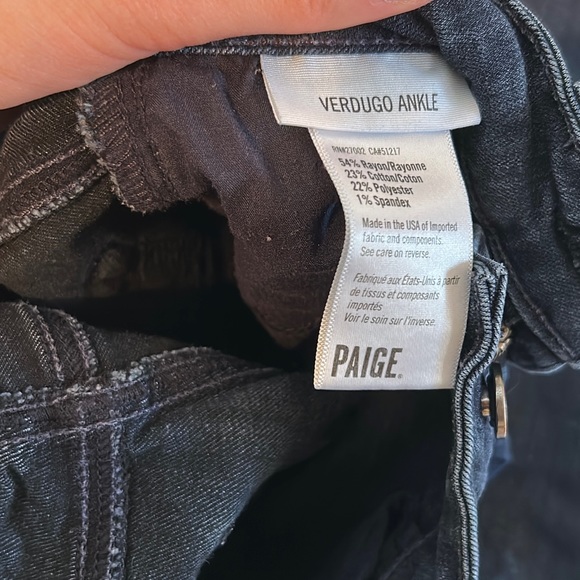 VERDUGO ANKLE
RN#27002 CA#51217
54% Rayon/Rayonne
23% Cotton/Coton
22% Polyester
1% Spandex
Made in the USA of Imported
fabric and components.
See care on reverse.
Fabriqué aux États-Unis à partir
de tissus et composants
importés
Voir le soin sur l'inverse.
PAIGE®